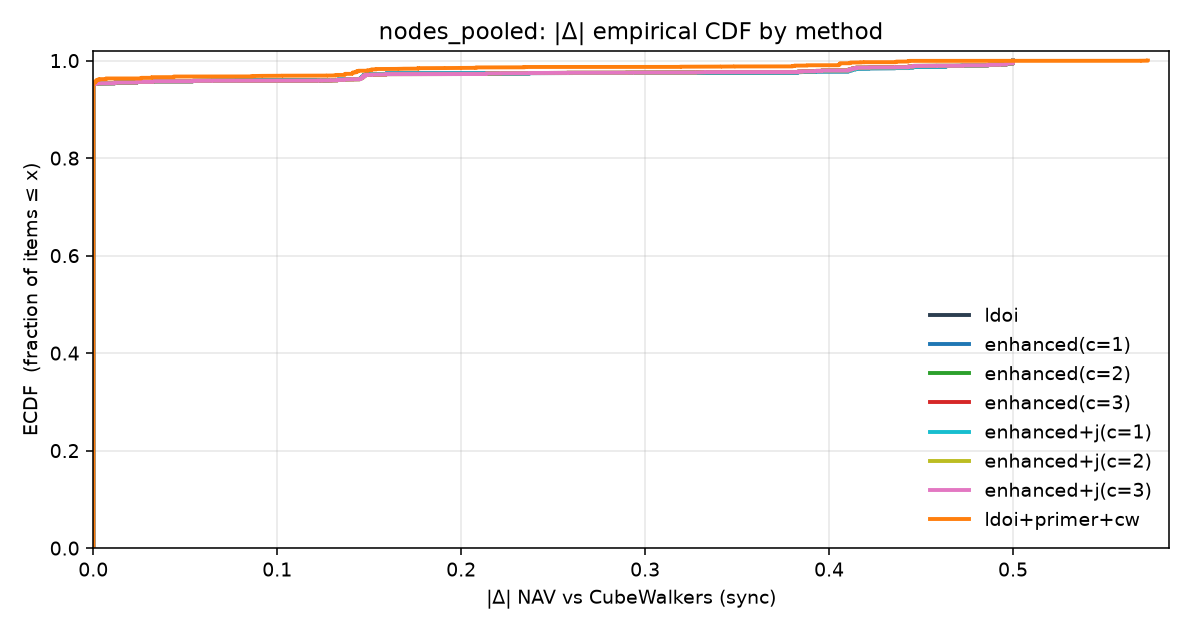 nodes_pooled: |Δ| empirical CDF by method
ECDF  (fraction of items ≤ x)
1.0
0.8
0.6
0.4
0.2
0.0
0.0
0.1
0.2
0.3
0.4
0.5
|Δ| NAV vs CubeWalkers (sync)
ldoi
enhanced(c=1)
enhanced(c=2)
enhanced(c=3)
enhanced+j(c=1)
enhanced+j(c=2)
enhanced+j(c=3)
ldoi+primer+cw